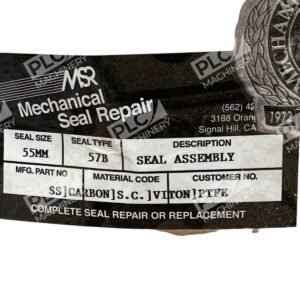 MSR
Mechanical
Seal Repair
(562) 42
3188 Oran
Signal Hill, CA
1972
SEAL SIZE SEAL TYPE DESCRIPTION
55MM 57B SEAL ASSEMBLY
MFG. PART NO MATERIAL CODE CUSTOMER NO.
SS]CARBON]S.C.]VITON]PTFE
COMPLETE SEAL REPAIR OR REPLACEMENT
PLC
MACHINERY